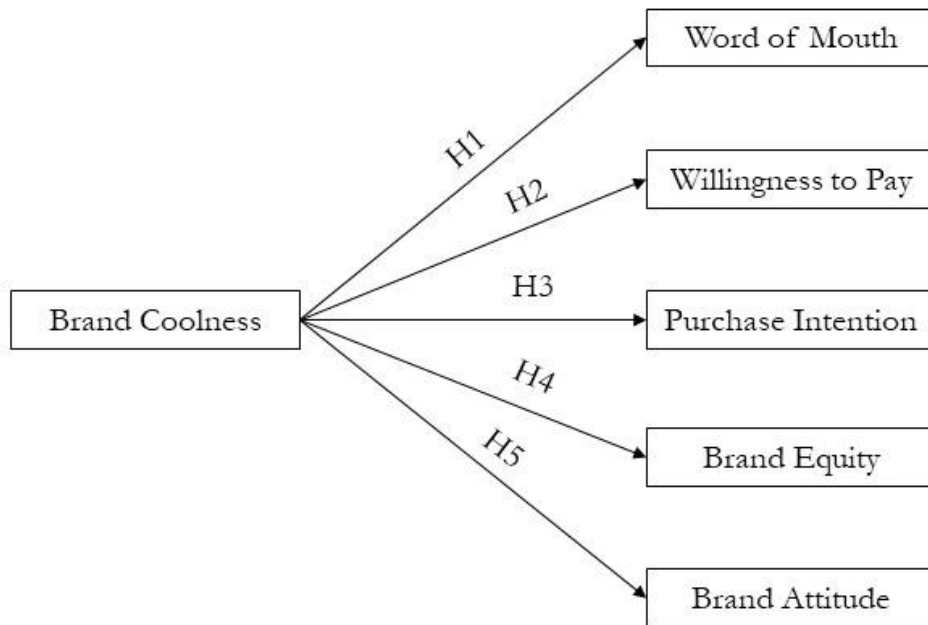 Word of Mouth
H1
Willingness to Pay
H2
H3
Brand Coolness
Purchase Intention
H4
Brand Equity
H5
Brand Attitude